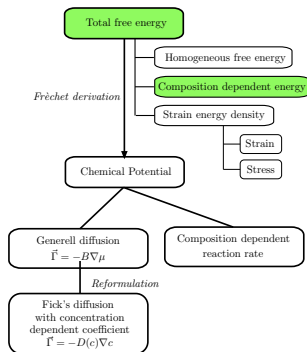 Total free energy
Homogeneous free energy
Composition dependent energy
Frèchet derivation
Strain energy density
Strain
Stress
Chemical Potential
Generell diffusion
Γ⃗ = −B∇μ
Composition dependent
reaction rate
Reformulation
Fick's diffusion
with concentration
dependent coefficient
Γ⃗ = −D(c)∇c